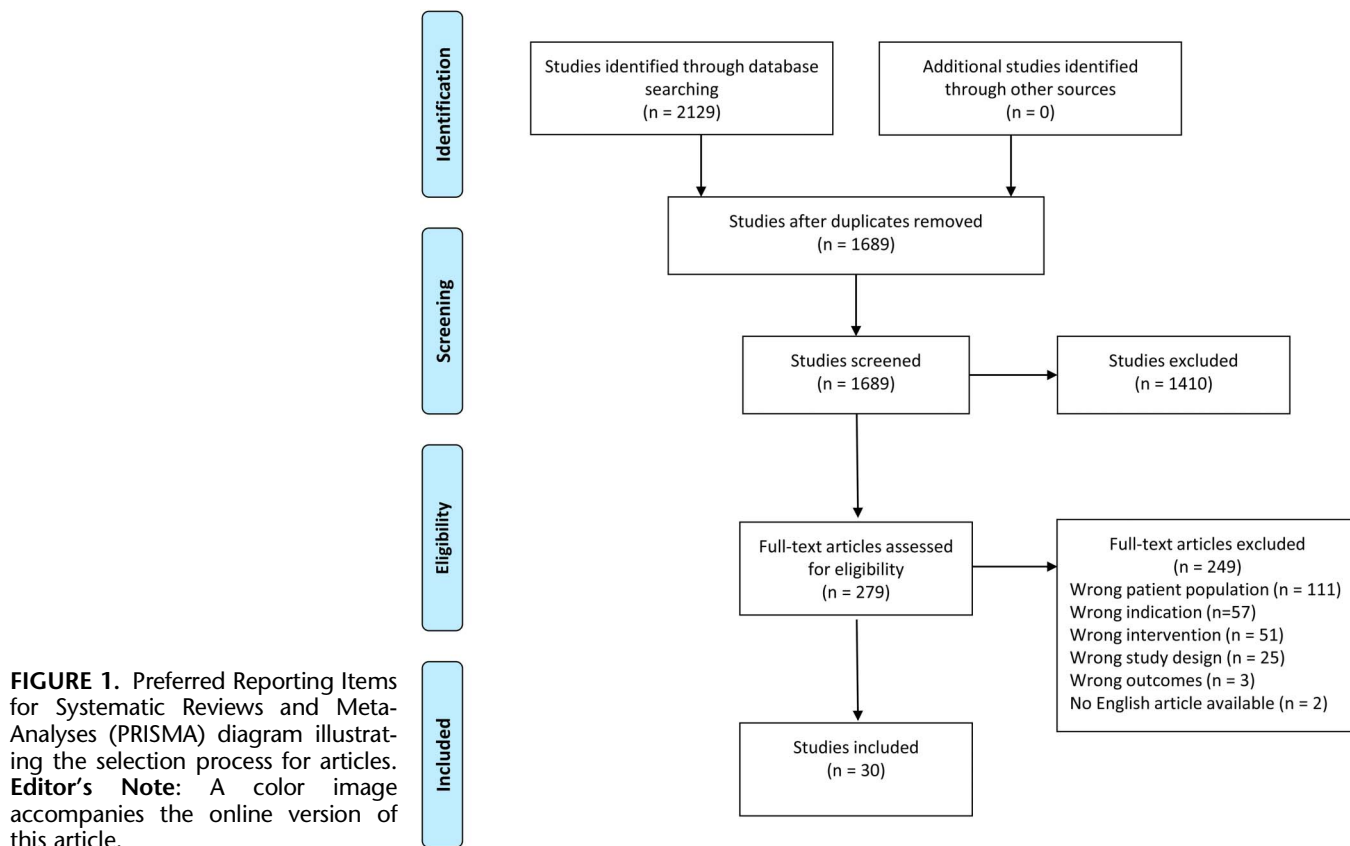 Identification
Studies identified through database
searching
(n = 2129)
Additional studies identified
through other sources
(n = 0)
Studies after duplicates removed
(n = 1689)
Screening
Studies screened
(n = 1689)
Studies excluded
(n = 1410)
Eligibility
Full-text articles assessed
for eligibility
(n = 279)
Full-text articles excluded
(n = 249)
Wrong patient population (n = 111)
Wrong indication (n=57)
Wrong intervention (n = 51)
Wrong study design (n = 25)
Wrong outcomes (n = 3)
No English article available (n = 2)
Included
Studies included
(n = 30)
FIGURE 1. Preferred Reporting Items
for Systematic Reviews and Meta-
Analyses (PRISMA) diagram illustrat-
ing the selection process for articles.
Editor's Note: A color image
accompanies the online version of
this article.